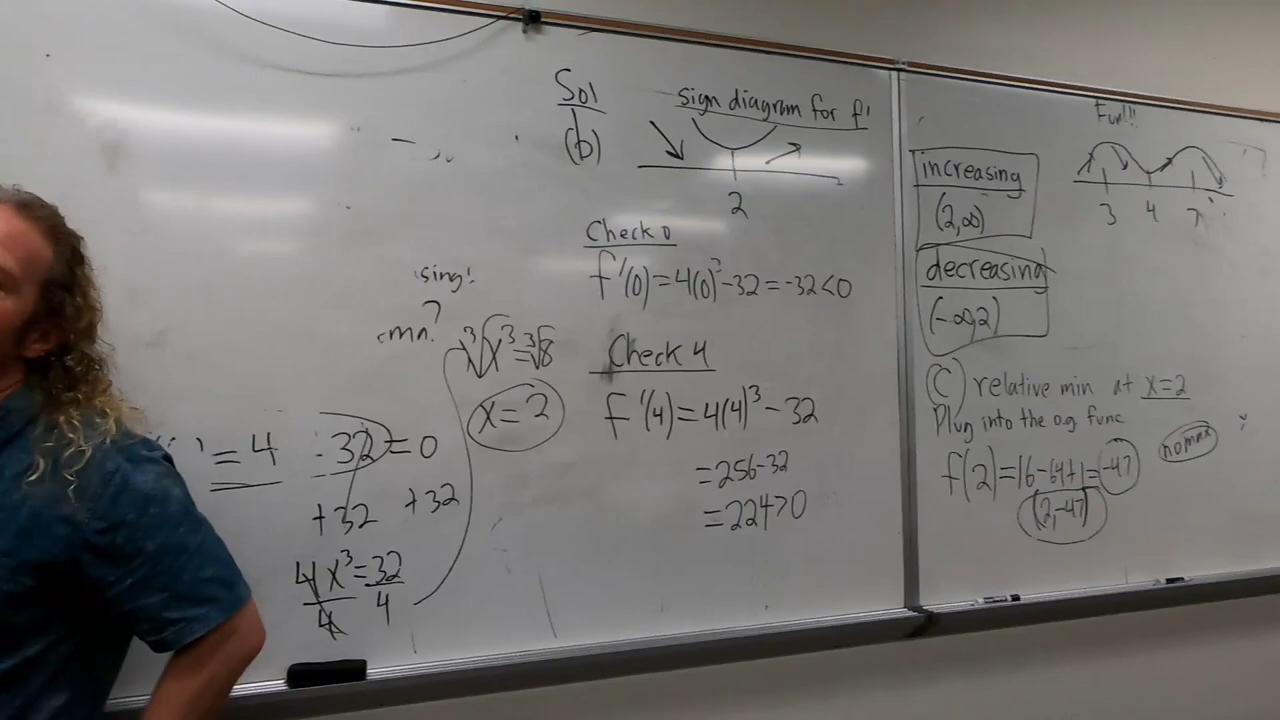 sing!
?
' = 4 -32 = 0
+32 +32
4x³ = 32
4 4
³√x³ = ³√8
x = 2
Sol
(b)
sign diagram for f'
2
Check 0
f'(0) = 4(0)³ - 32 = -32 < 0
Check 4
f'(4) = 4(4)³ - 32
= 256 - 32
= 224 > 0
increasing
(2, ∞)
decreasing
(-∞, 2)
Fun!!!
3 4 7
(C) relative min at x = 2
Plug into the og func
f(2) = 16 - 64 + 1 = -47
(2, -47)
no max